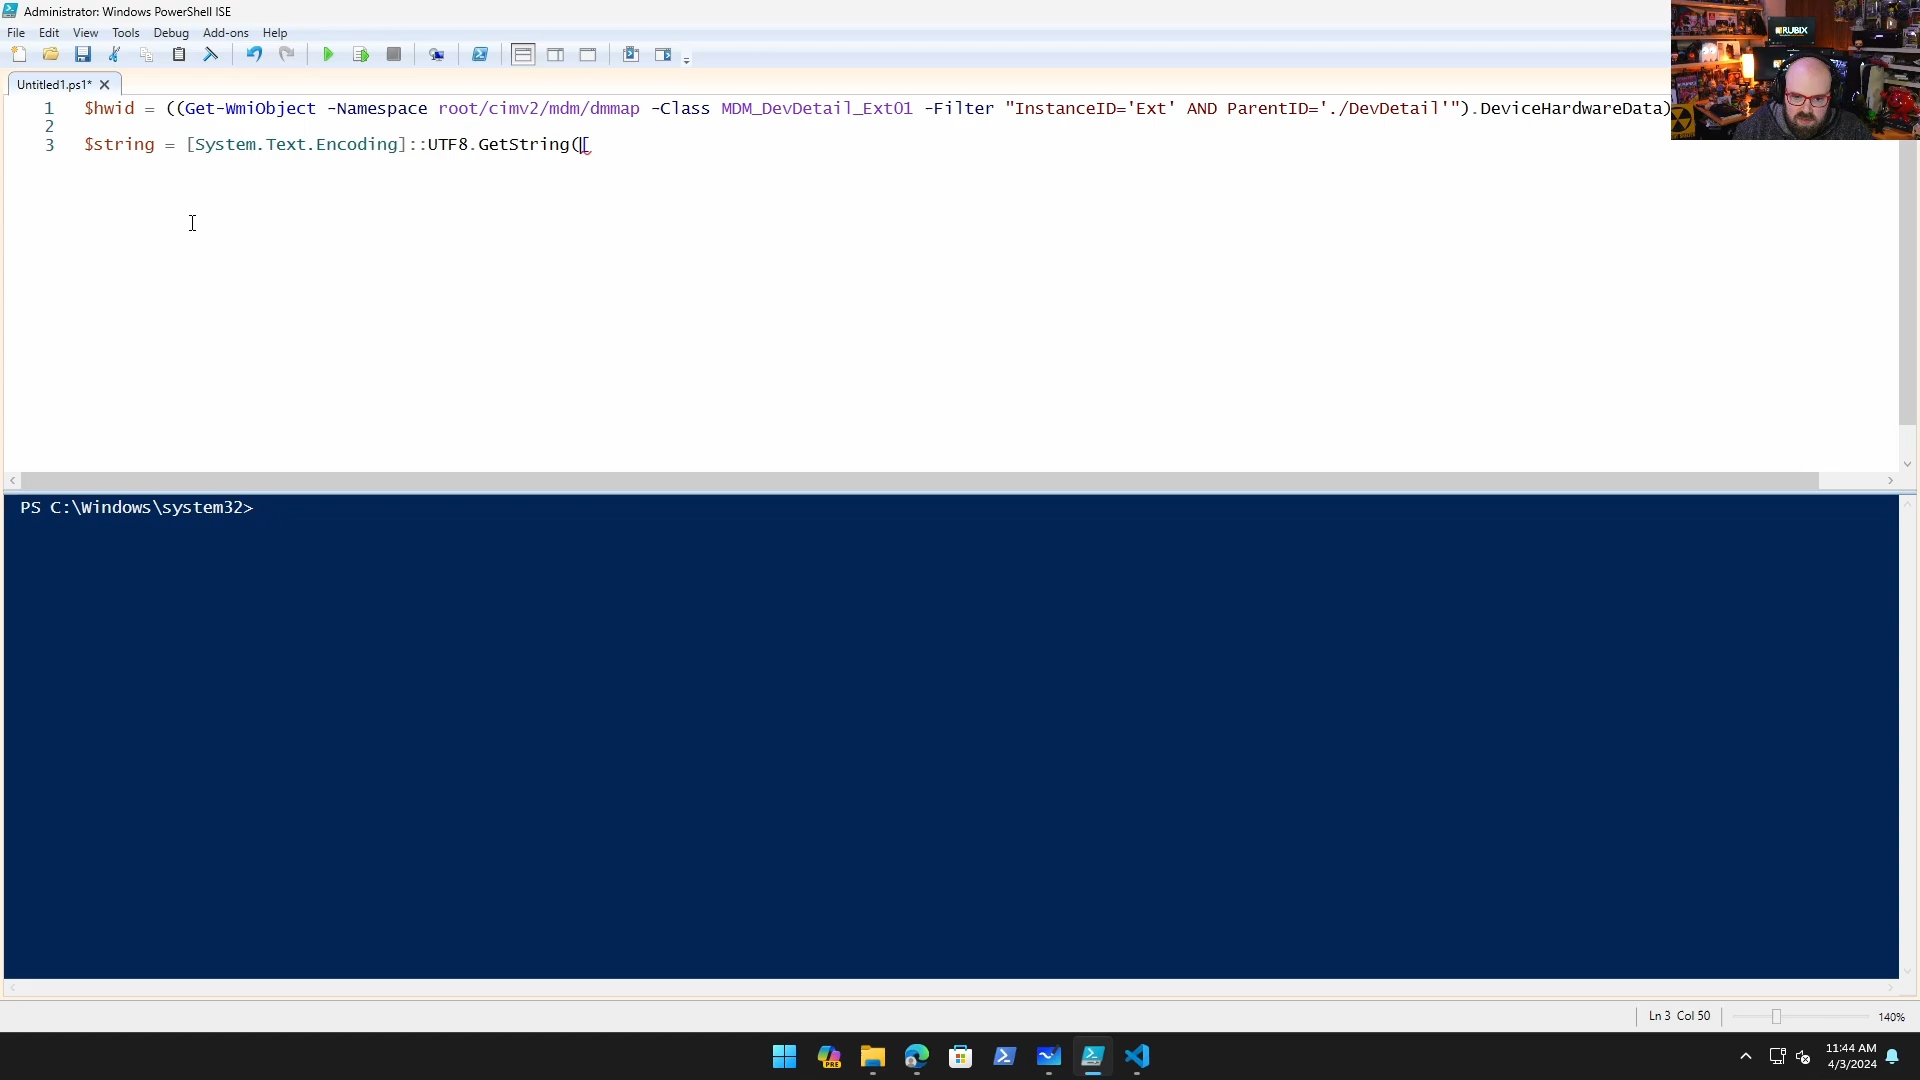 Administrator: Windows PowerShell ISE
File Edit View Tools Debug Add-ons Help
Untitled1.ps1*
1 $hwid = ((Get-WmiObject -Namespace root/cimv2/mdm/dmmap -Class MDM_DevDetail_Ext01 -Filter "InstanceID='Ext' AND ParentID='./DevDetail'").DeviceHardwareData)
2
3 $string = [System.Text.Encoding]::UTF8.GetString([
RUBIX
PS C:\Windows\system32>
Ln 3 Col 50
140%
PRE
11:44 AM
4/3/2024